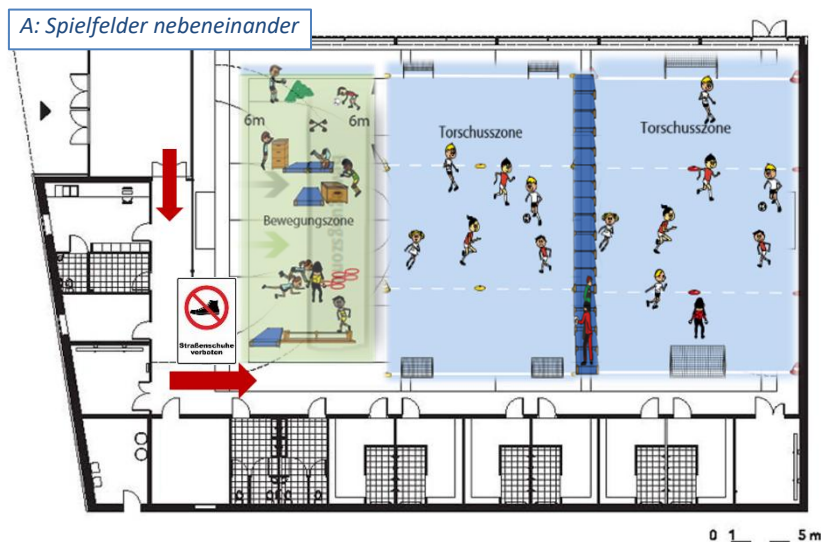 A: Spielfelder nebeneinander
6m
6m
Torschusszone
Torschusszone
Bewegungszone
Straßenschuhe
verboten
0 1 5 m